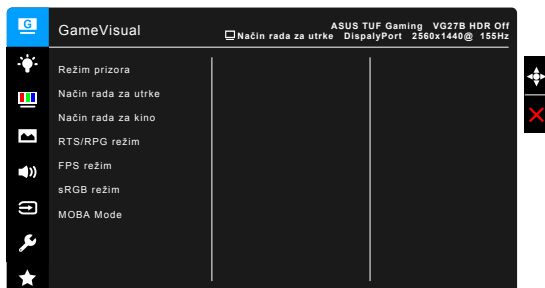 G
GameVisual
ASUS TUF Gaming VG27B HDR Off
Način rada za utrke DispalyPort 2560x1440@ 155Hz
Režim prizora
Način rada za utrke
Način rada za kino
RTS/RPG režim
FPS režim
sRGB režim
MOBA Mode